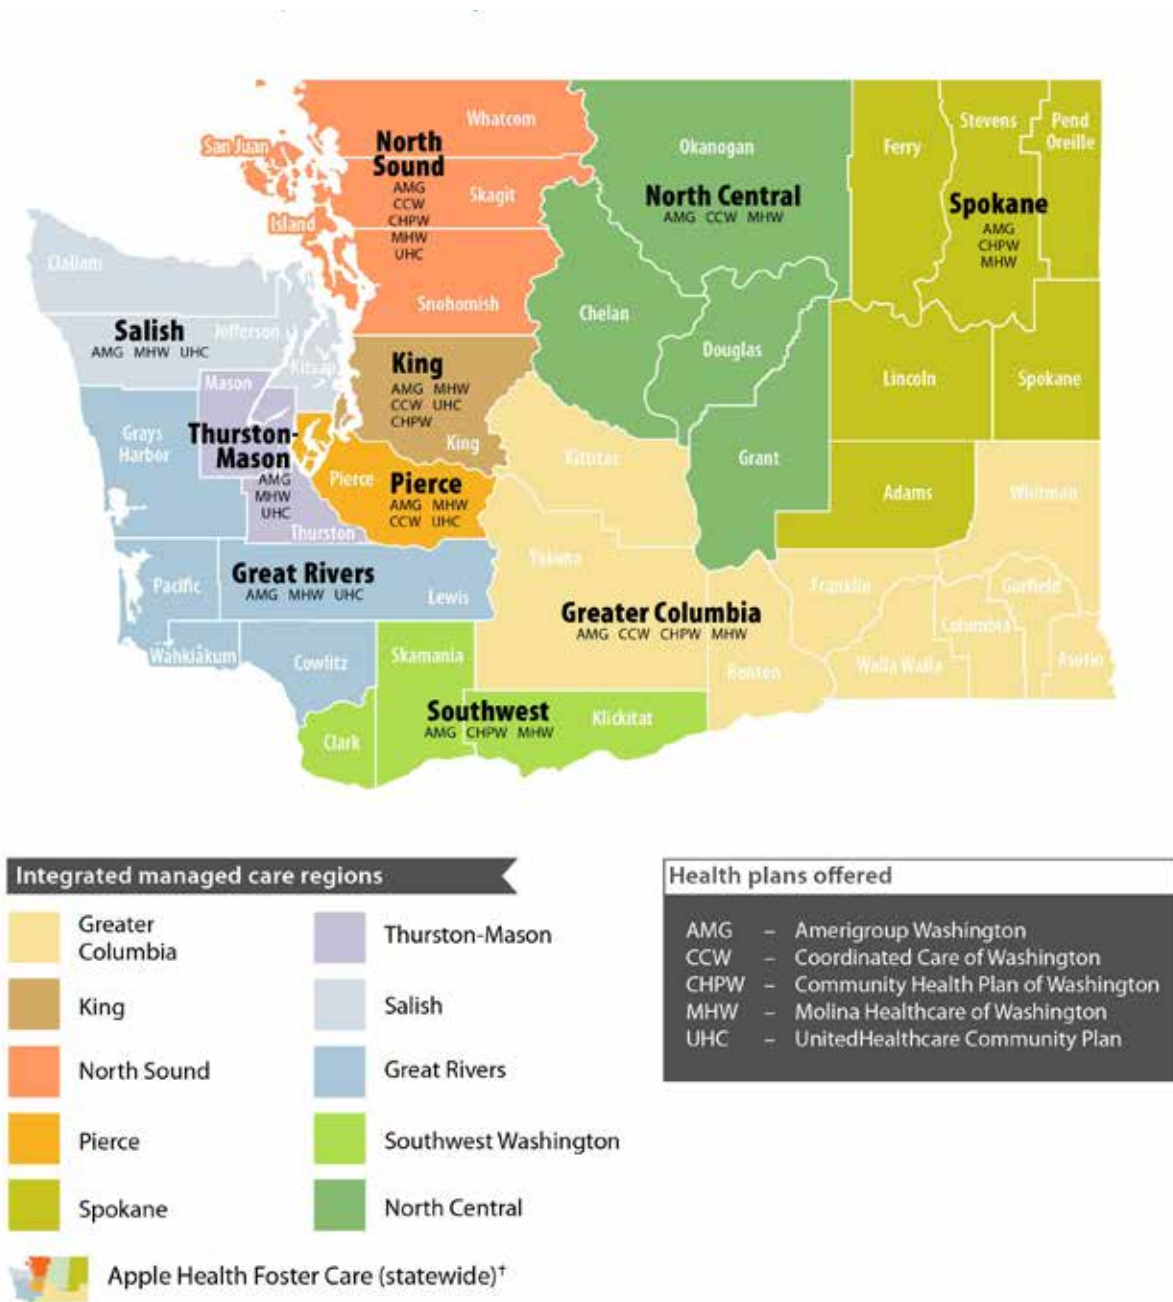 Whatcom
San Juan
North
Sound
AMG
CCW
CHPW
MHW
UHC
Skagit
Island
Snohomish
Okanogan
North Central
AMG CCW MHW
Chelan
Douglas
Grant
Ferry
Stevens
Pend
Oreille
Spokane
AMG
CHPW
MHW
Lincoln
Spokane
Adams
Clallam
Salish
AMG MHW UHC
Jefferson
Kitsap
King
AMG MHW
CCW UHC
CHPW
King
Mason
Thurston-
Mason
AMG
MHW
UHC
Thurston
Grays
Harbor
Pierce
Pierce
AMG MHW
CCW UHC
Great Rivers
AMG MHW UHC
Pacific
Lewis
Wahkiakum
Cowlitz
Kittitas
Yakima
Greater Columbia
AMG CCW CHPW MHW
Benton
Franklin
Whitman
Garfield
Columbia
Walla Walla
Asotin
Skamania
Southwest
AMG CHPW MHW
Klickitat
Clark
Integrated managed care regions
Greater
Columbia
King
North Sound
Pierce
Spokane
Thurston-Mason
Salish
Great Rivers
Southwest Washington
North Central
Apple Health Foster Care (statewide)†
Health plans offered
AMG – Amerigroup Washington
CCW – Coordinated Care of Washington
CHPW – Community Health Plan of Washington
MHW – Molina Healthcare of Washington
UHC – UnitedHealthcare Community Plan